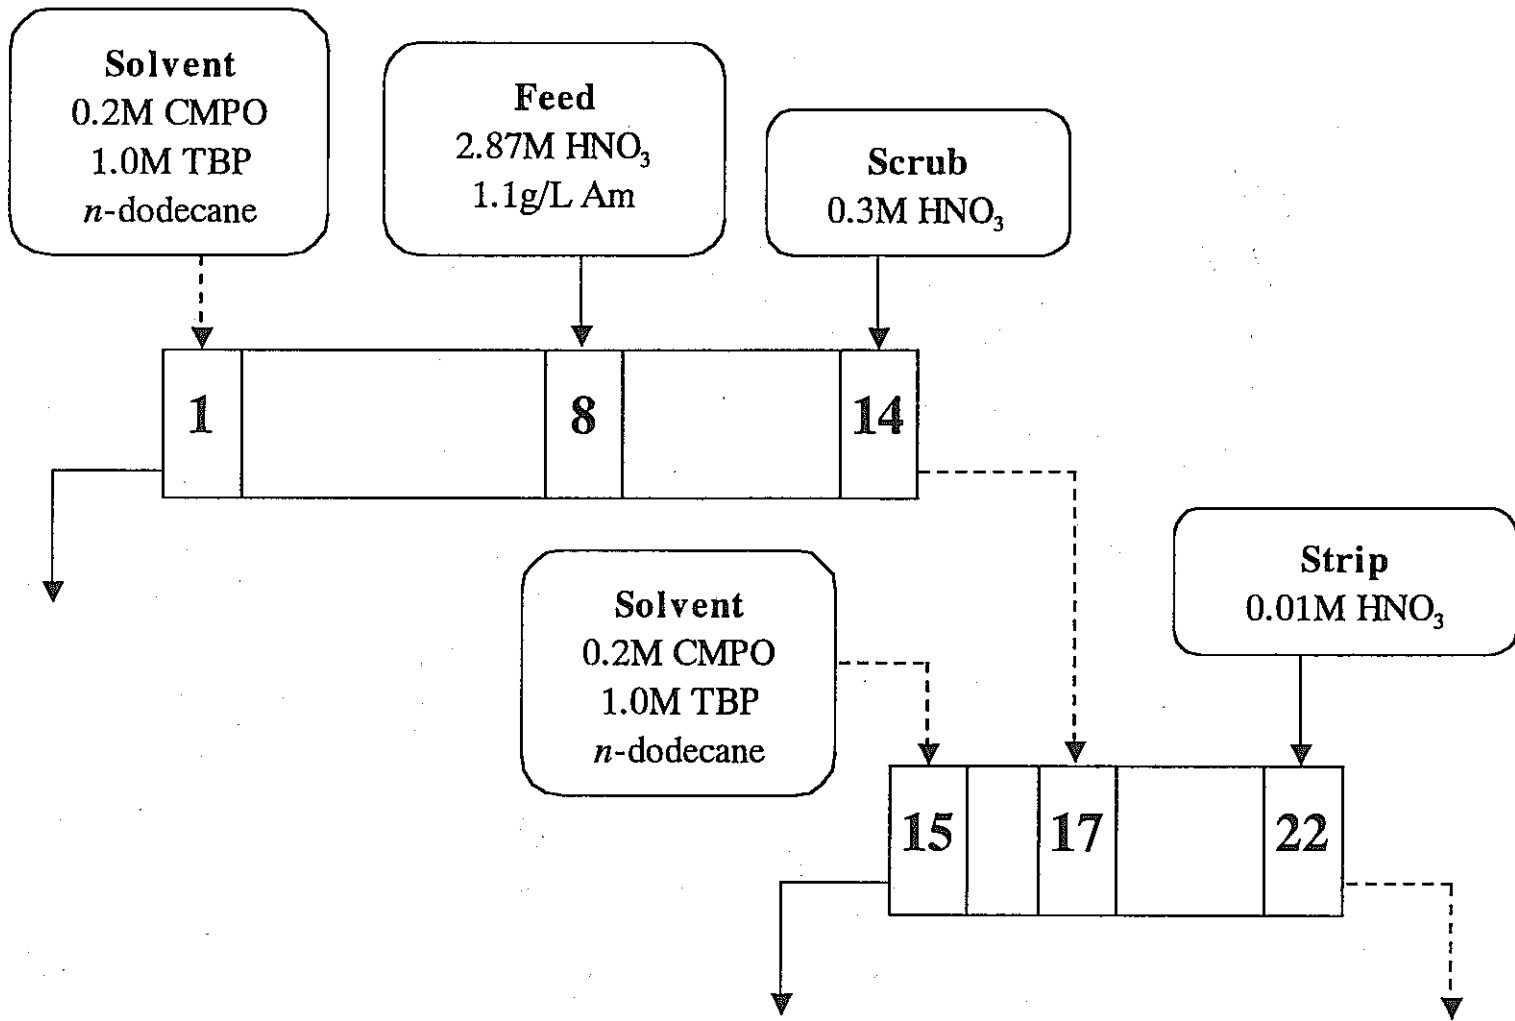 Solvent
0.2M CMPO
1.0M TBP
n-dodecane
Feed
2.87M HNO₃
1.1g/L Am
Scrub
0.3M HNO₃
1
8
14
Solvent
0.2M CMPO
1.0M TBP
n-dodecane
Strip
0.01M HNO₃
15
17
22